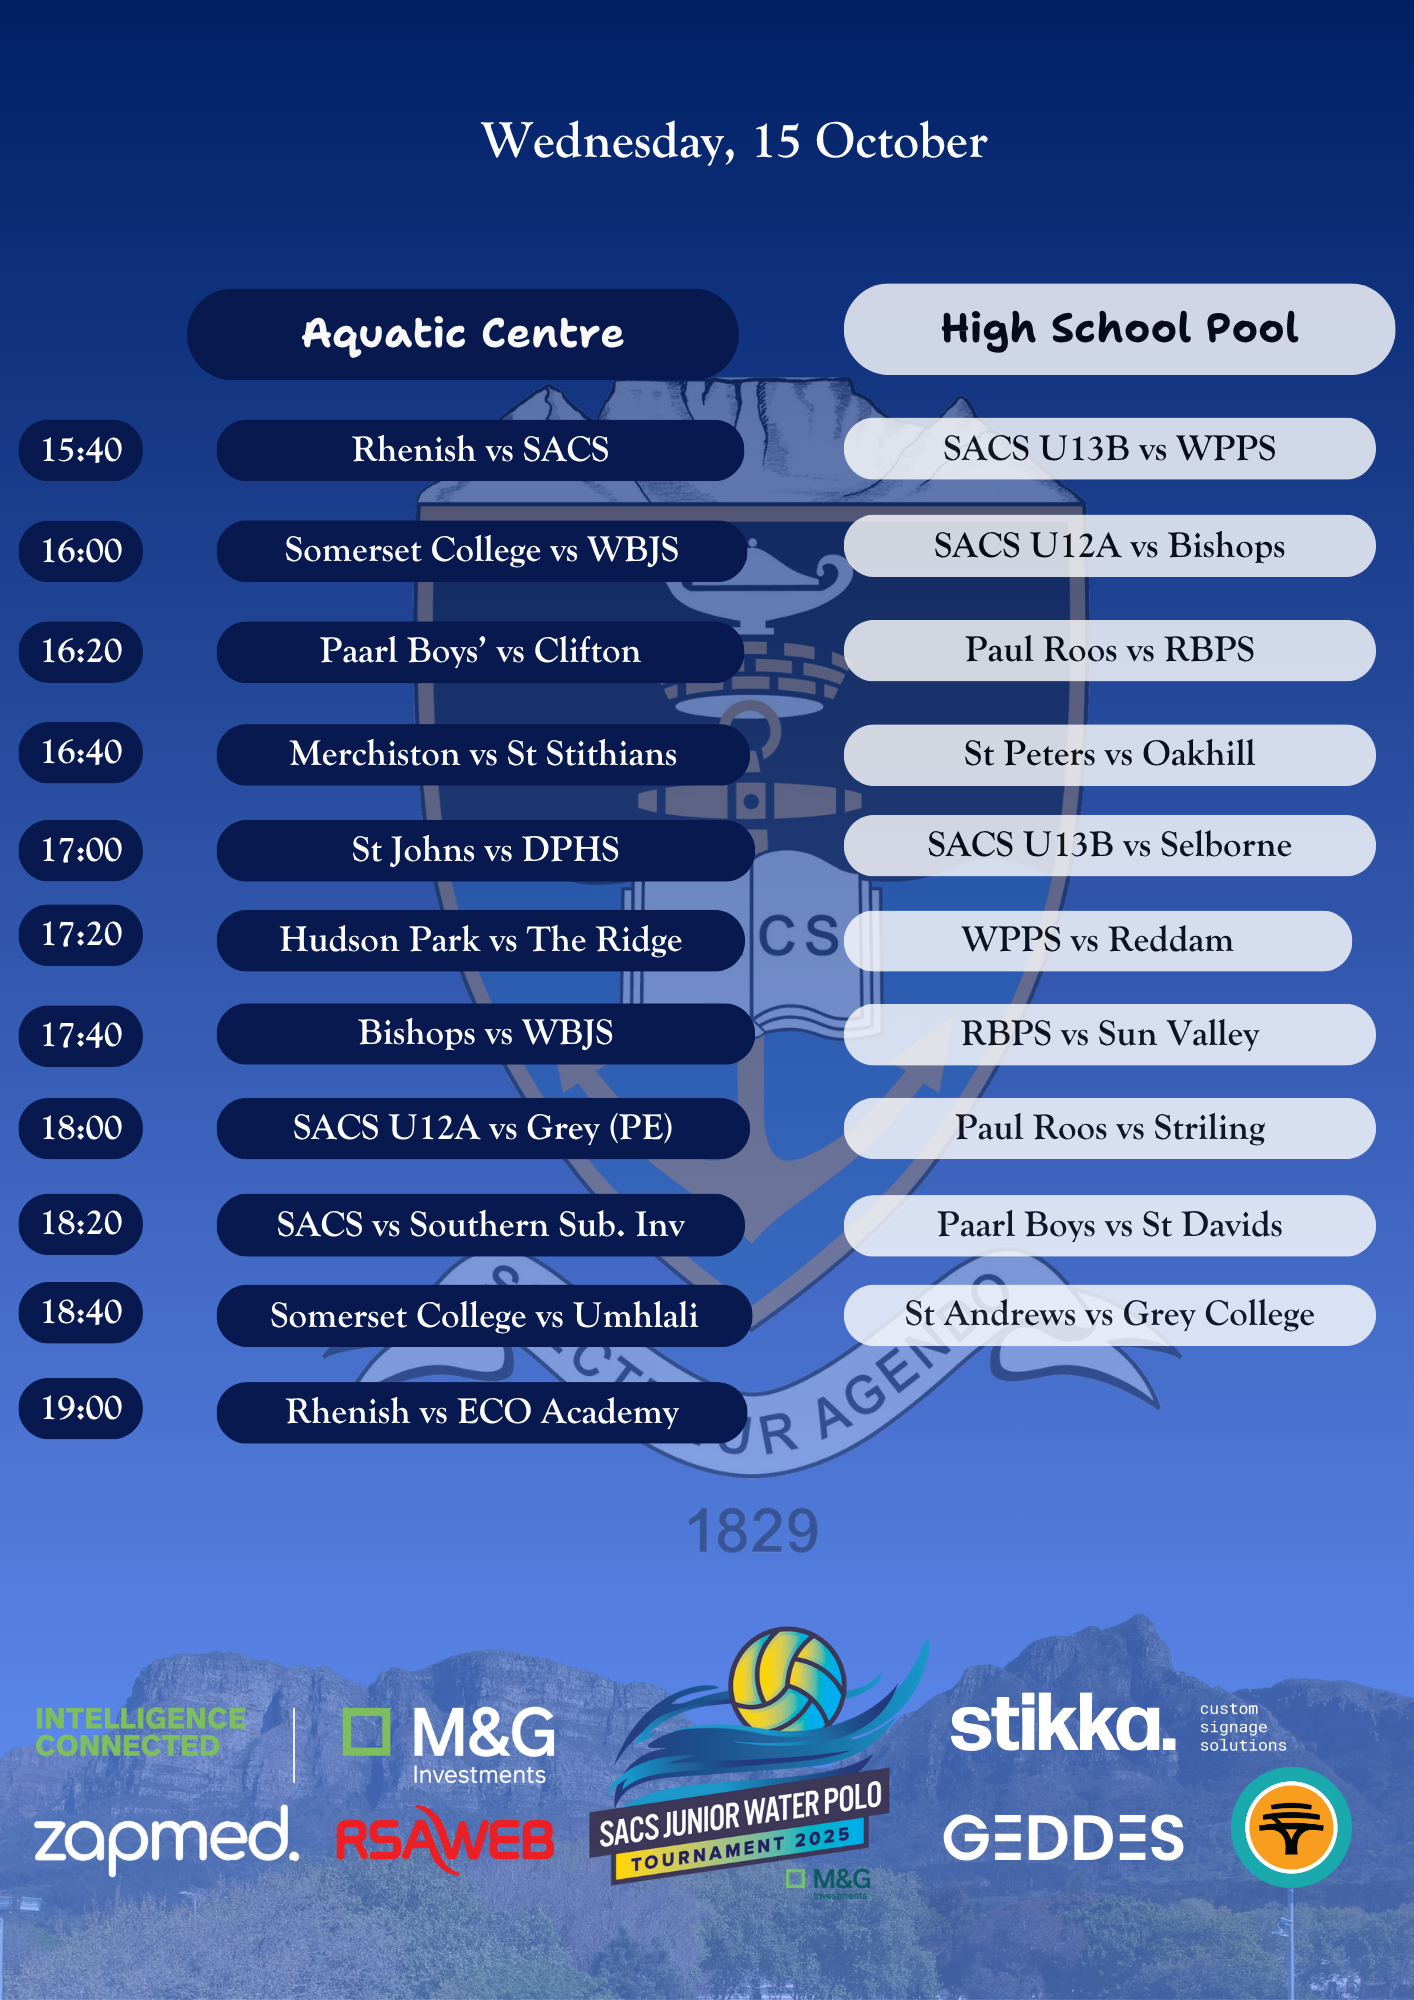 Wednesday, 15 October
Aquatic Centre
High School Pool
15:40
Rhenish vs SACS
SACS U13B vs WPPS
16:00
Somerset College vs WBJS
SACS U12A vs Bishops
16:20
Paarl Boys’ vs Clifton
Paul Roos vs RBPS
16:40
Merchiston vs St Stithians
St Peters vs Oakhill
17:00
St Johns vs DPHS
SACS U13B vs Selborne
17:20
Hudson Park vs The Ridge
WPPS vs Reddam
17:40
Bishops vs WBJS
RBPS vs Sun Valley
18:00
SACS U12A vs Grey (PE)
Paul Roos vs Striling
18:20
SACS vs Southern Sub. Inv
Paarl Boys vs St Davids
18:40
Somerset College vs Umhlali
St Andrews vs Grey College
19:00
Rhenish vs ECO Academy
CS
UR AGENDO
1829
INTELLIGENCE
CONNECTED
M&G
Investments
zapmed.
RSAWEB
SACS JUNIOR WATER POLO
TOURNAMENT 2025
M&G
Investments
stikka.
custom
signage
solutions
GEDDES